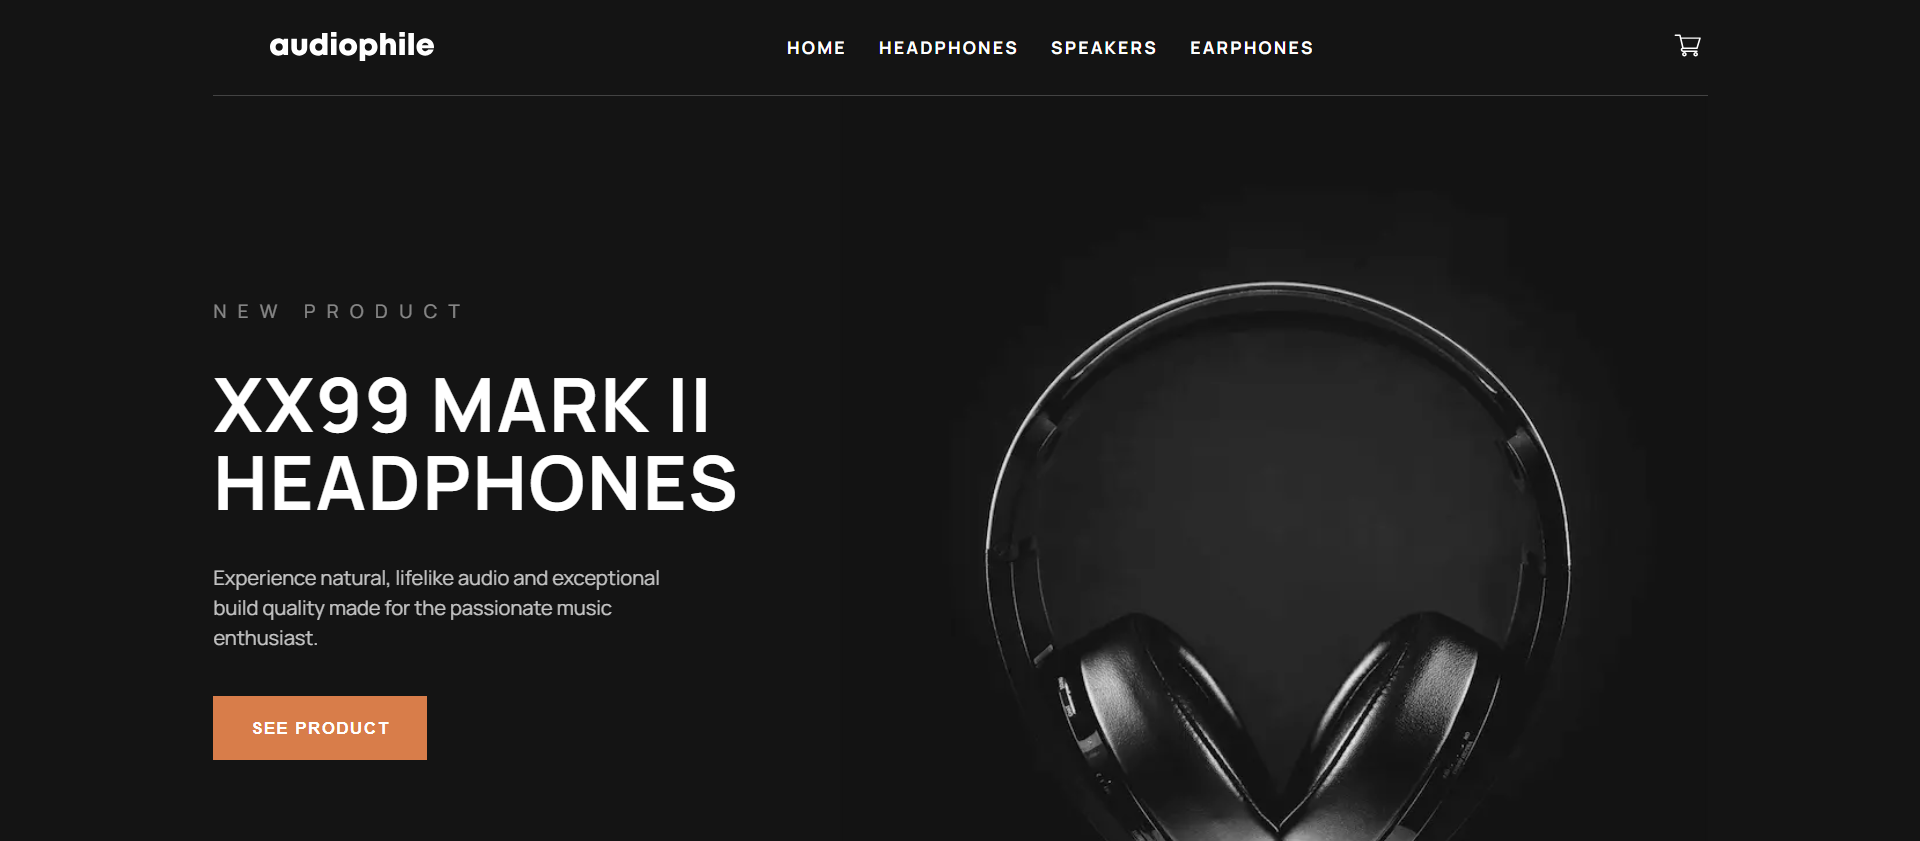 audiophile
HOME HEADPHONES SPEAKERS EARPHONES
NEW PRODUCT
XX99 MARK II
HEADPHONES
Experience natural, lifelike audio and exceptional
build quality made for the passionate music
enthusiast.
SEE PRODUCT